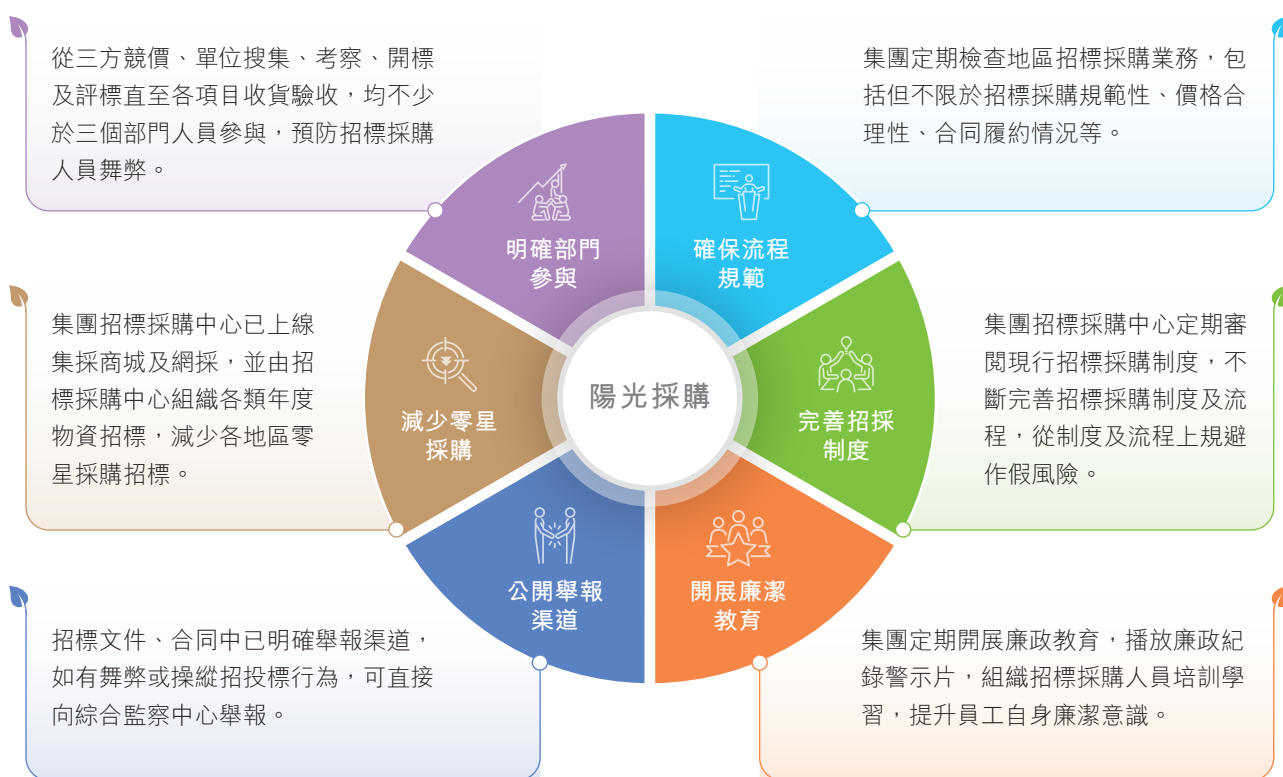 從三方競價、單位搜集、考察、開標
及評標直至各項目收貨驗收，均不少
於三個部門人員參與，預防招標採購
人員舞弊。
集團定期檢查地區招標採購業務，包
括但不限於招標採購規範性、價格合
理性、合同履約情況等。
明確部門
參與
確保流程
規範
集團招標採購中心已上線
集採商城及網採，並由招
標採購中心組織各類年度
物資招標，減少各地區零
星採購招標。
減少零星
採購
陽光採購
完善招採
制度
集團招標採購中心定期審
閱現行招標採購制度，不
斷完善招標採購制度及流
程，從制度及流程上規避
作假風險。
公開舉報
渠道
開展廉潔
教育
招標文件、合同中已明確舉報渠道，
如有舞弊或操縱招投標行為，可直接
向綜合監察中心舉報。
集團定期開展廉政教育，播放廉政紀
錄警示片，組織招標採購人員培訓學
習，提升員工自身廉潔意識。